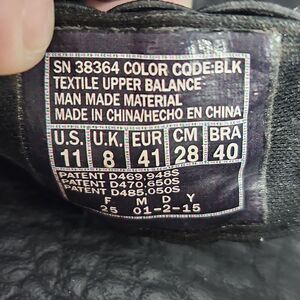 SN 38364 COLOR CODE:BLK
TEXTILE UPPER BALANCE
MAN MADE MATERIAL
MADE IN CHINA/HECHO EN CHINA
U.S. U.K. EUR CM BRA
11 8 41 28 40
PATENT D469,948S
PATENT D470,650S
PATENT D485,050S
F M D Y
25 01-2-15